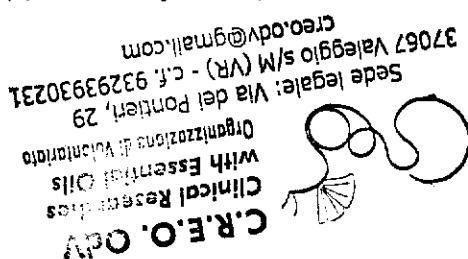 C.R.E.O. OdV
Clinical Researches
with Essential Oils
Organizzazione di Volontariato
Sede legale: Via dei Pontieri, 29
37067 Valeggio s/M (VR) - c.f. 93293930231
creo.odv@gmail.com